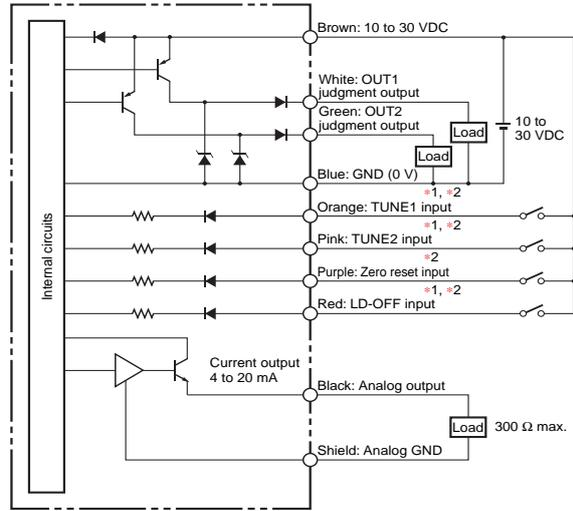 Brown: 10 to 30 VDC
White: OUT1
judgment output
Green: OUT2
judgment output
Load
Load
10 to
30 VDC
Blue: GND (0 V)
*1, *2
Orange: TUNE1 input
*1, *2
Pink: TUNE2 input
*2
Purple: Zero reset input
*1, *2
Red: LD-OFF input
Internal circuits
Current output
4 to 20 mA
Black: Analog output
Load
300 Ω max.
Shield: Analog GND